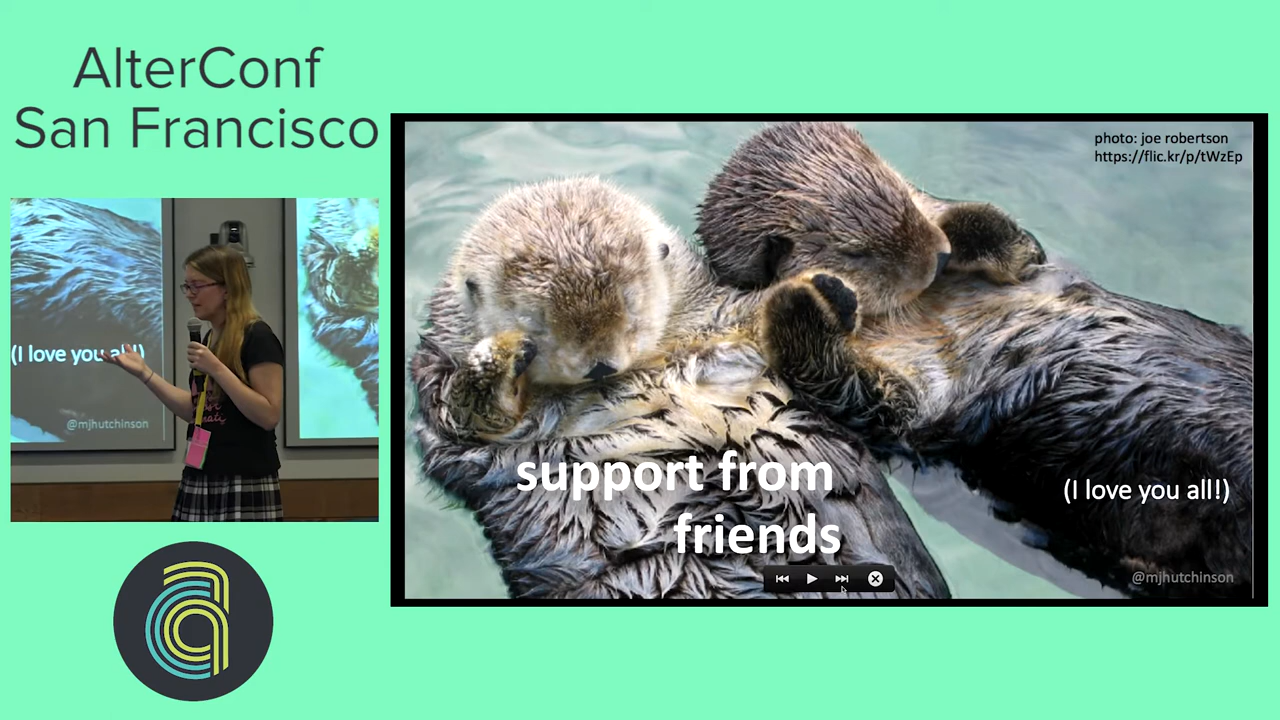 AlterConf
San Francisco
photo: joe robertson
https://flic.kr/p/tWzEp
support from
friends
(I love you all!)
@mjhutchinson
(I love you all!)
@mjhutchinson